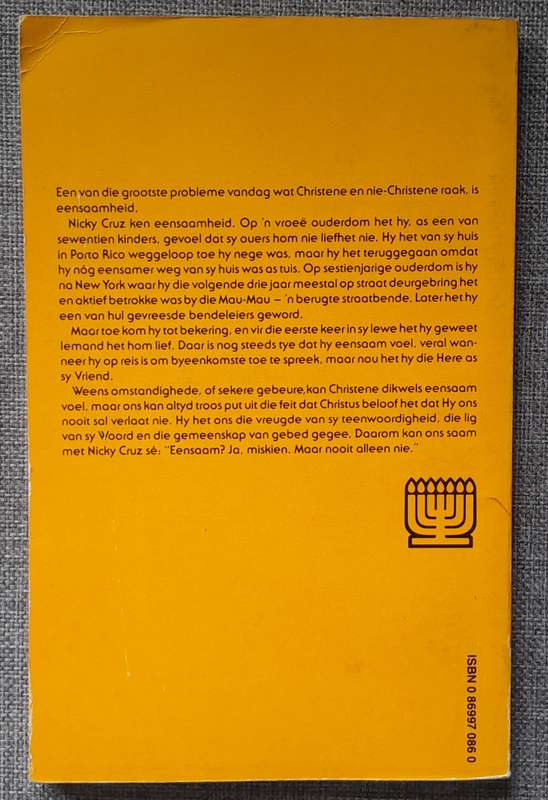 Een van die grootste probleme vandag wat Christene en nie-Christene raak, is
eensaamheid.
Nicky Cruz ken eensaamheid. Op 'n vroeë ouderdom het hy, as een van
sewentien kinders, gevoel dat sy ouers hom nie liefhet nie. Hy het van sy huis
in Porto Rico weggeloop toe hy nege was, maar hy het teruggegaan omdat hy
nôg eensamer weg van sy huis was as tuis. Op sestienjarige ouderdom is hy
na New York waar hy die volgende drie jaar meestal op straat deurgebring het
en aktief betrokke was by die Mau-Mau – 'n berugte straatbende. Later het hy
een van hul gevreesde bendeleiers geword.
Maar toe kom hy tot bekering, en vir die eerste keer in sy lewe het hy geweet
Iemand het hom lief. Daar is nog steeds tye dat hy eensaam voel, veral wan-
neer hy op reis is om byeenkomste toe te spreek, maar nou het hy die Here as
sy Vriend.
Weens omstandighede, of sekere gebeure,kan Christene dikwels eensaam
voel, maar ons kan altyd troos put uit die feit dat Christus beloof het dat Hy ons
nooit sal verlaat nie. Hy het ons die vreugde van sy teenwoordigheid, die lig
van sy Woord en die gemeenskap van gebed gegee. Daarom kan ons saam
met Nicky Cruz sê: "Eensaam? Ja, miskien. Maar nooit alleen nie."
ISBN 0 86997 086 0